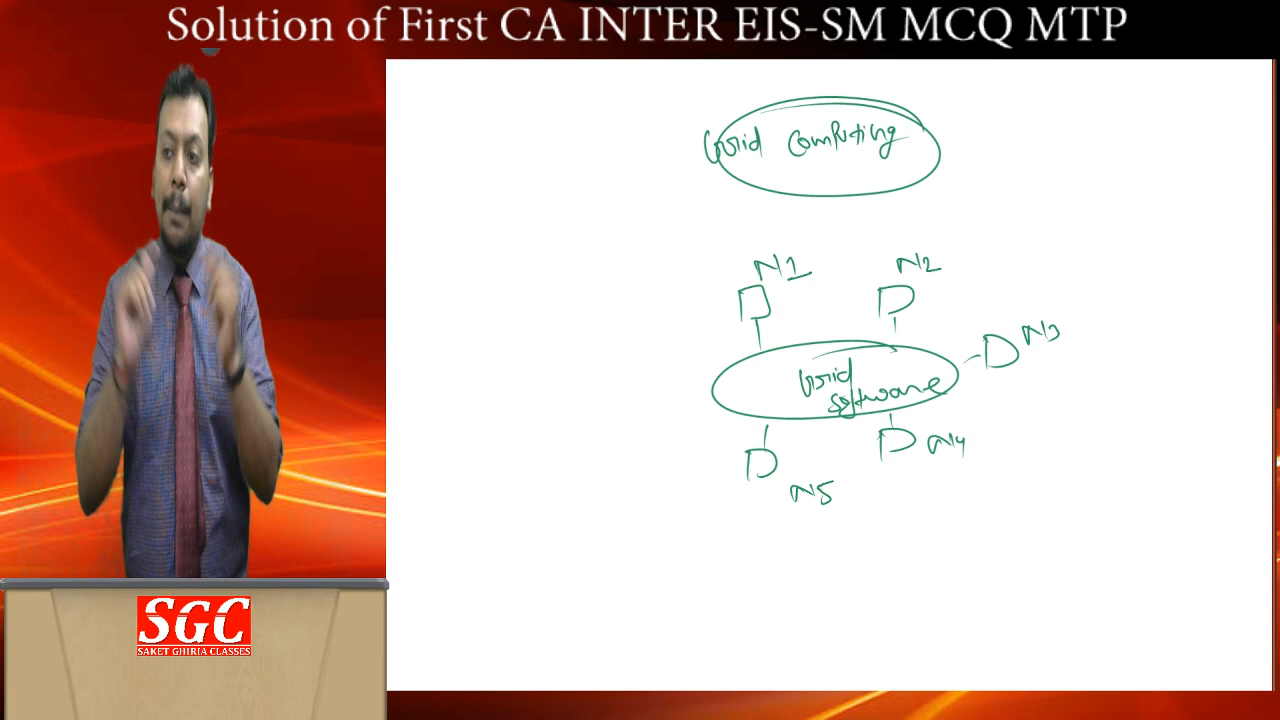 Solution of First CA INTER EIS-SM MCQ MTP
Grid Computing
N1
N2
N3
Grid
software
N4
N5
SGC
SAKET GHIRIA CLASSES